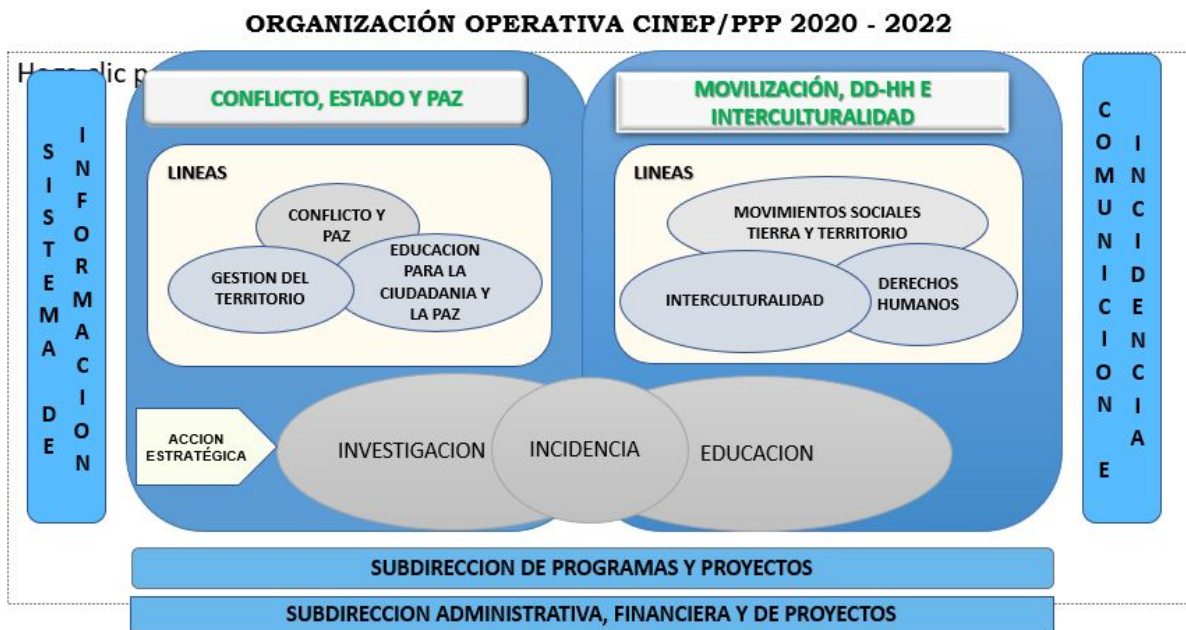 ORGANIZACIÓN OPERATIVA CINEP/PPP 2020 - 2022
SISTEMA DE
INFORMACION
CONFLICTO, ESTADO Y PAZ
LINEAS
CONFLICTO Y
PAZ
GESTION DEL
TERRITORIO
EDUCACION
PARA LA
CIUDADANIA Y
LA PAZ
MOVILIZACIÓN, DD-HH E
INTERCULTURALIDAD
LINEAS
MOVIMIENTOS SOCIALES
TIERRA Y TERRITORIO
INTERCULTURALIDAD
DERECHOS
HUMANOS
ACCION
ESTRATÉGICA
INVESTIGACION
INCIDENCIA
EDUCACION
COMUNICION E
INCIDENCIA
SUBDIRECCION DE PROGRAMAS Y PROYECTOS
SUBDIRECCION ADMINISTRATIVA, FINANCIERA Y DE PROYECTOS